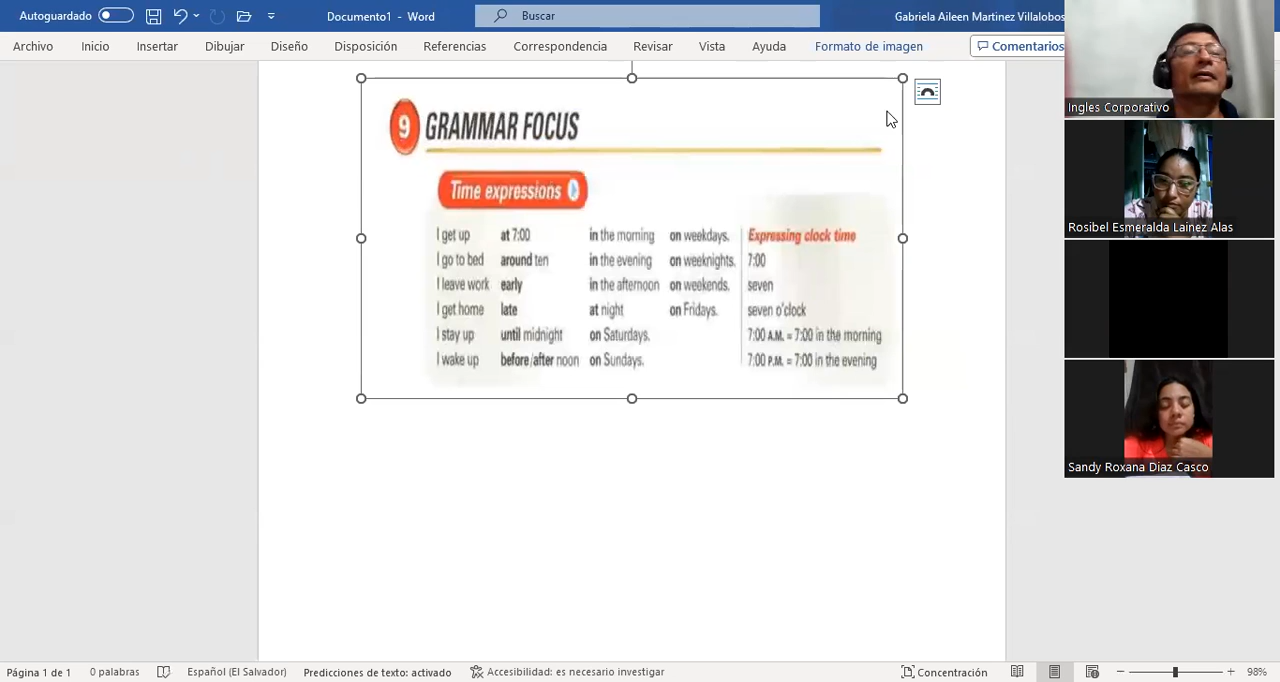 Autoguardado
Documento1 - Word
Buscar
Gabriela Aileen Martinez Villalobos
Archivo Inicio Insertar Dibujar Diseño Disposición Referencias Correspondencia Revisar Vista Ayuda Formato de imagen Comentarios
Ingles Corporativo
Rosibel Esmeralda Lainez Alas
Sandy Roxana Diaz Casco
9 GRAMMAR FOCUS
Time expressions
I get up at 7:00 in the morning on weekdays. Expressing clock time
I go to bed around ten in the evening on weeknights. 7:00
I leave work early in the afternoon on weekends. seven
I get home late at night on Fridays. seven o'clock
I stay up until midnight on Saturdays. 7:00 A.M. = 7:00 in the morning
I wake up before/after noon on Sundays. 7:00 P.M. = 7:00 in the evening
Página 1 de 1 0 palabras Español (El Salvador) Predicciones de texto: activado Accesibilidad: es necesario investigar Concentración 98%